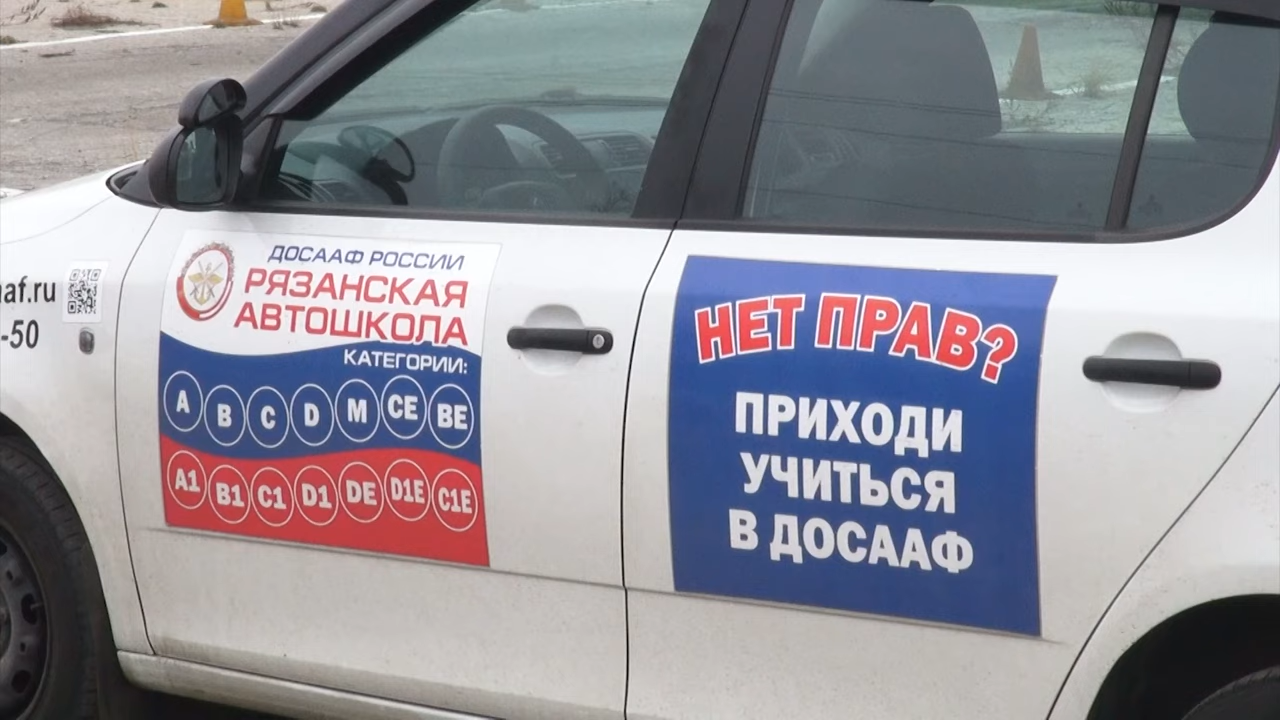 af.ru
-50
ДОСААФ РОССИИ
РЯЗАНСКАЯ
АВТОШКОЛА
КАТЕГОРИИ:
A B C D M CE BE
A1 B1 C1 D1 DE D1E C1E
НЕТ ПРАВ?
ПРИХОДИ
УЧИТЬСЯ
В ДОСААФ